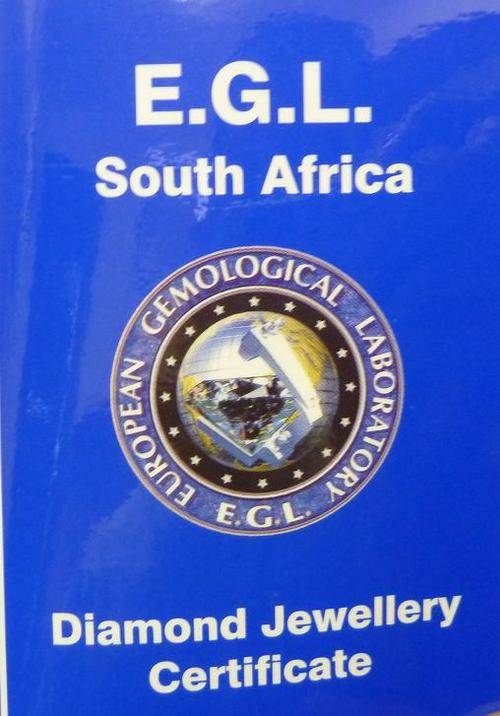 E.G.L.
South Africa
EUROPEAN GEMOLOGICAL LABORATORY
E.G.L.
Diamond Jewellery
Certificate